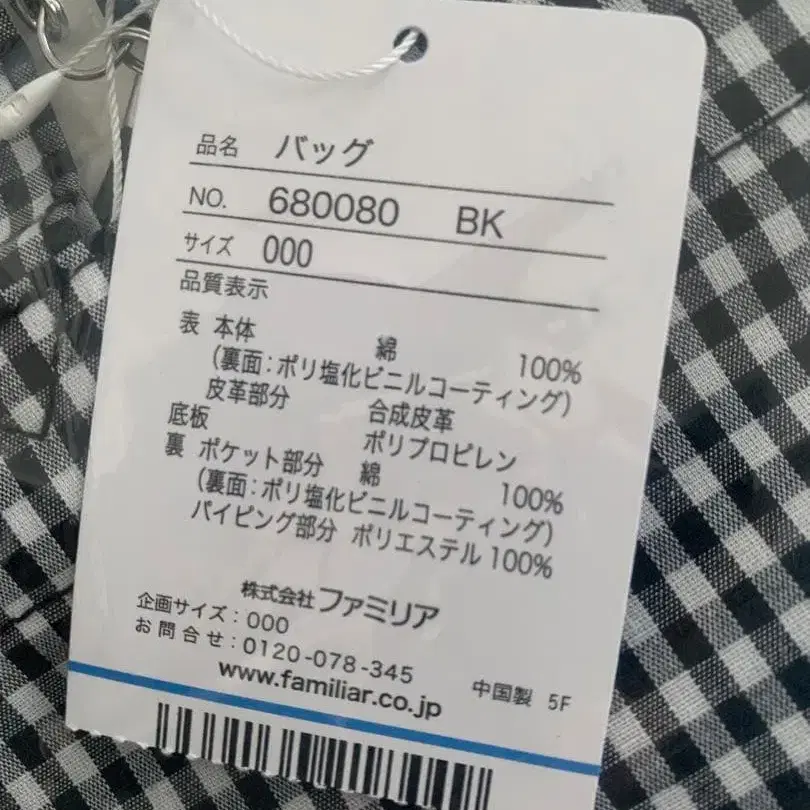 品名 バッグ
NO. 680080 BK
サイズ 000
品質表示
表 本体 綿 100%
(裏面:ポリ塩化ビニルコーティング)
皮革部分 合成皮革
底板 ポリプロピレン
裏 ポケット部分 綿 100%
(裏面:ポリ塩化ビニルコーティング)
パイピング部分 ポリエステル100%
株式会社ファミリア
企画サイズ:000
お問合せ:0120-078-345
www.familiar.co.jp
中国製 5F